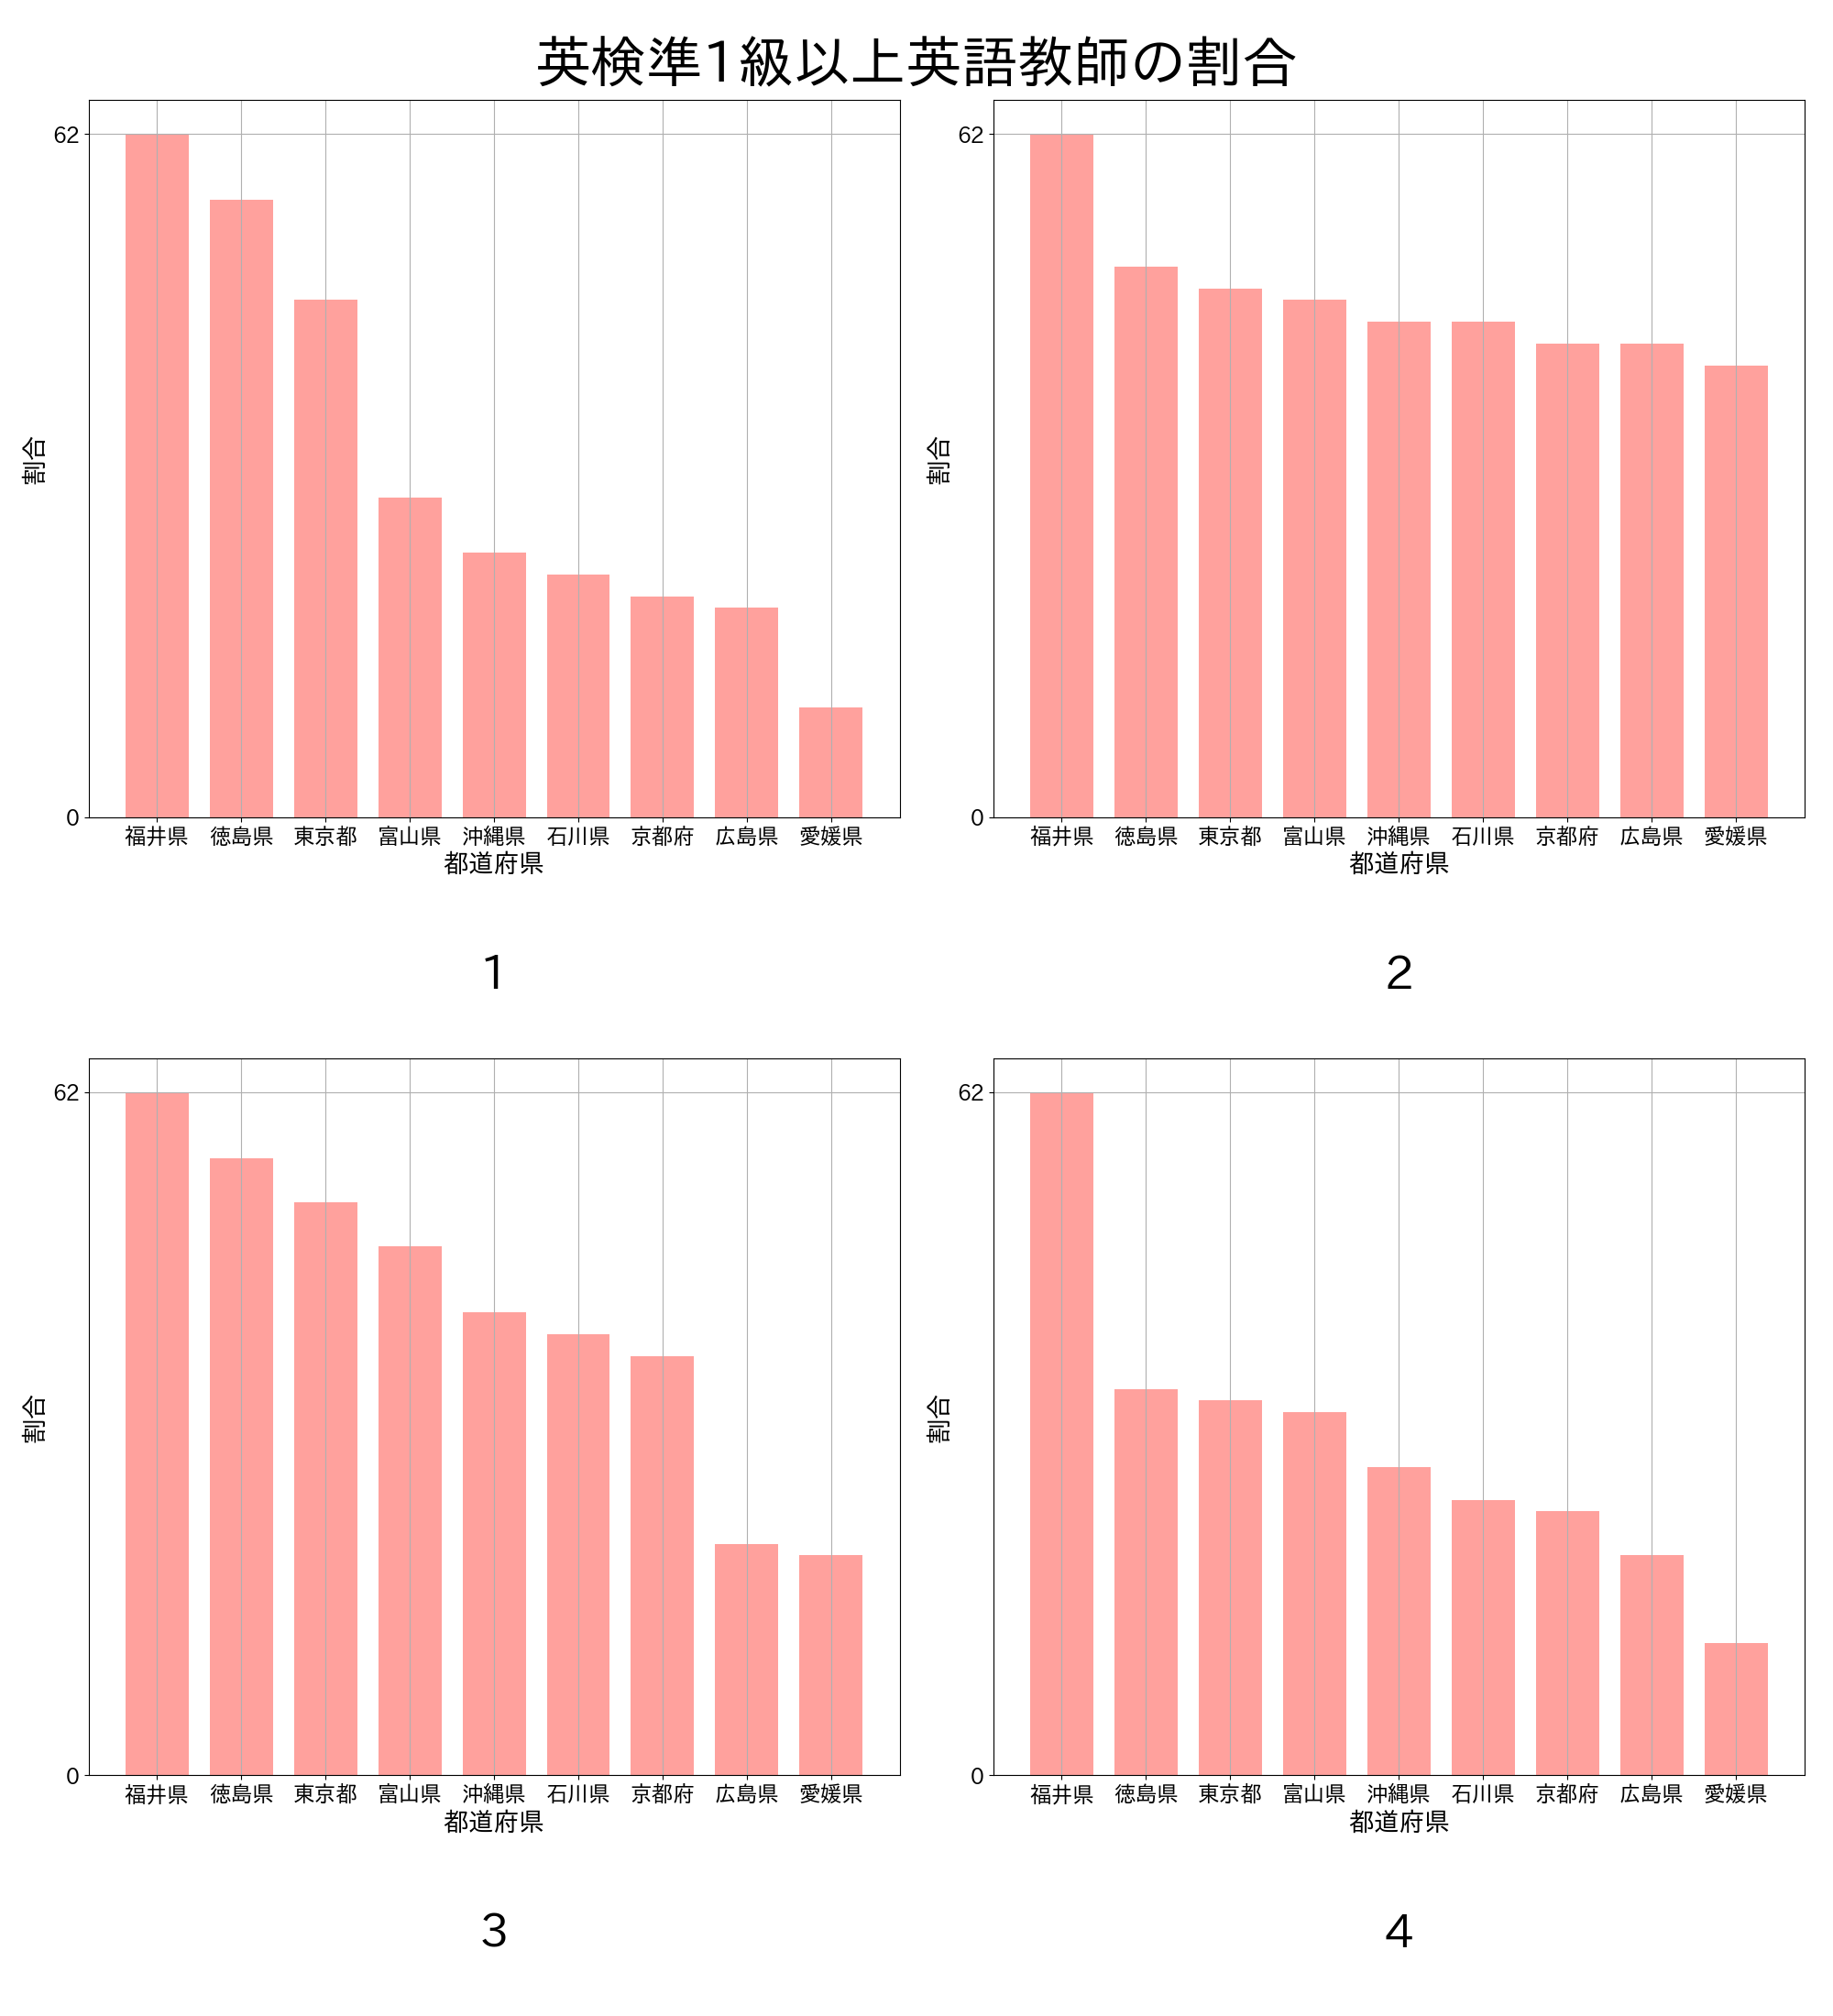 英検準1級以上英語教師の割合
62
0
割合
福井県 徳島県 東京都 富山県 沖縄県 石川県 京都府 広島県 愛媛県
都道府県
1
62
0
割合
福井県 徳島県 東京都 富山県 沖縄県 石川県 京都府 広島県 愛媛県
都道府県
2
62
0
割合
福井県 徳島県 東京都 富山県 沖縄県 石川県 京都府 広島県 愛媛県
都道府県
3
62
0
割合
福井県 徳島県 東京都 富山県 沖縄県 石川県 京都府 広島県 愛媛県
都道府県
4